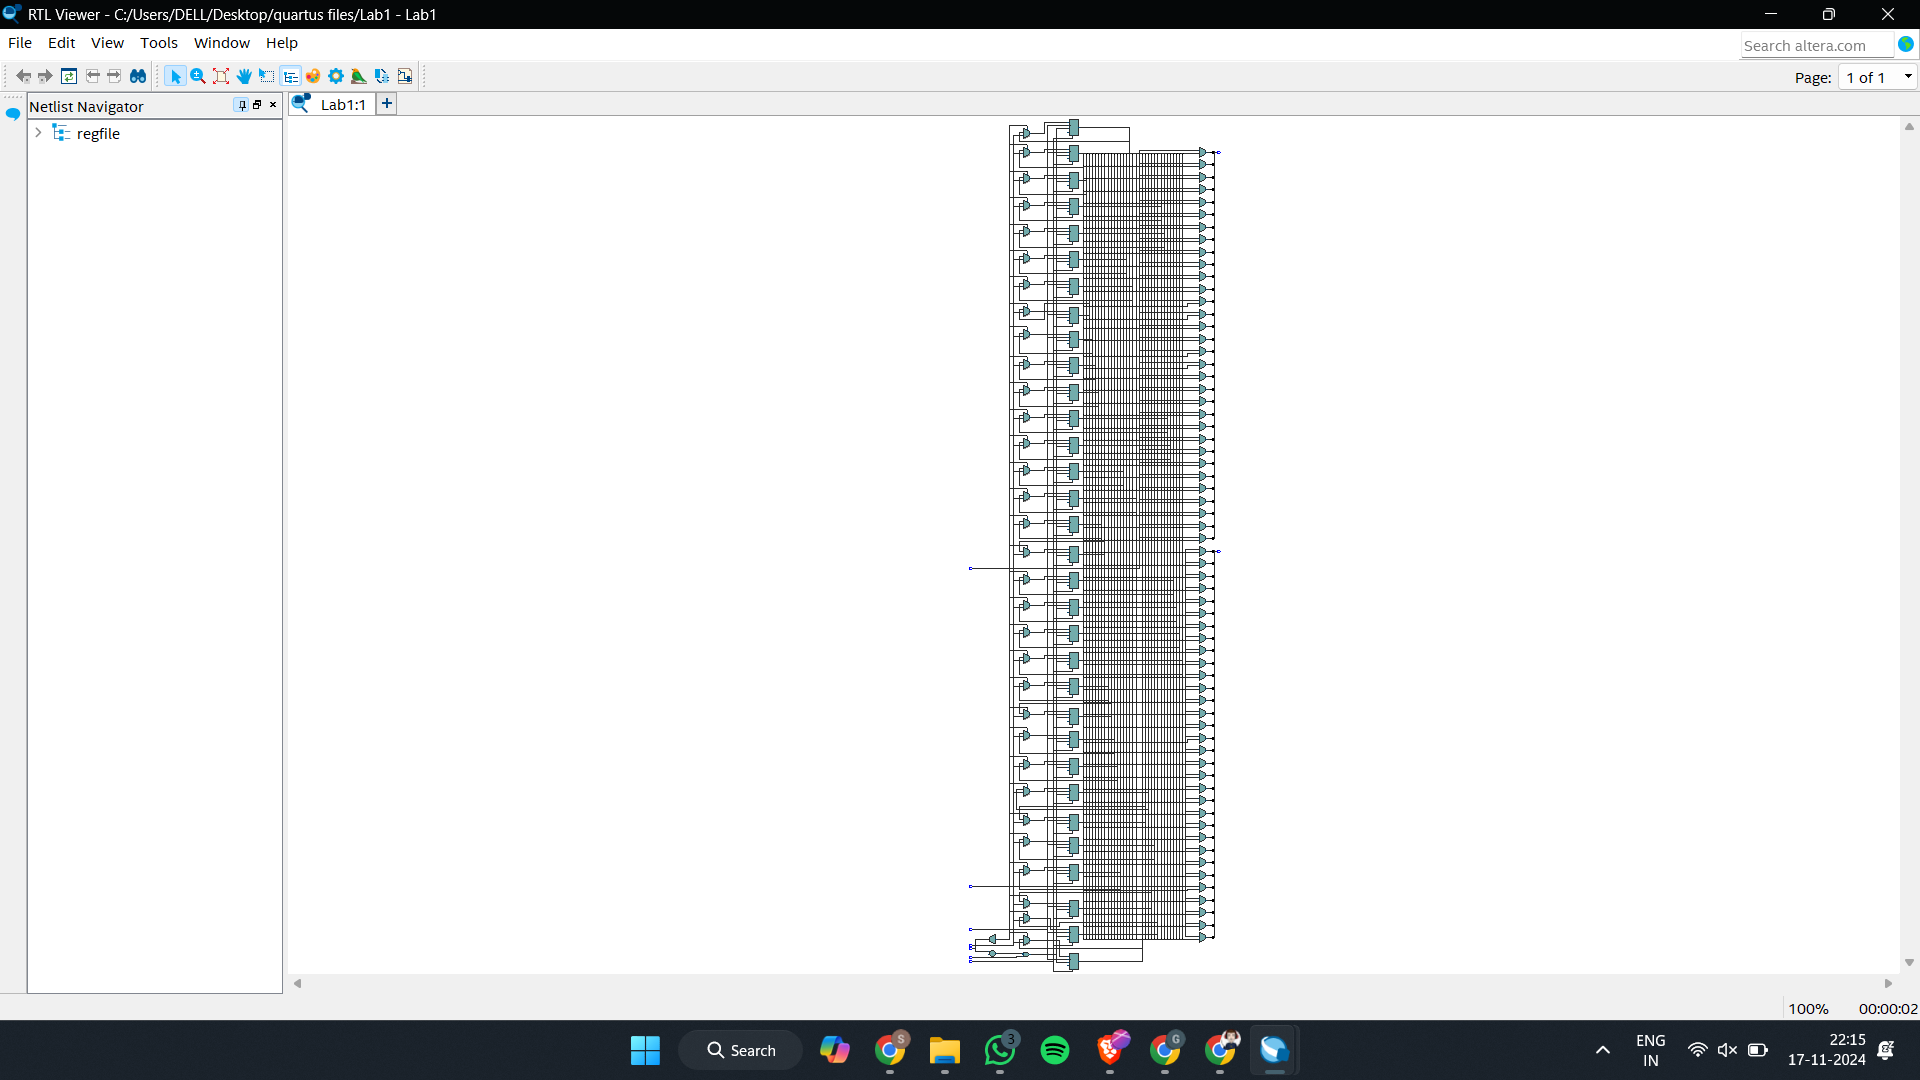 RTL Viewer - C:/Users/DELL/Desktop/quartus files/Lab1 - Lab1
File Edit View Tools Window Help
Search altera.com
Page: 1 of 1
Netlist Navigator
Lab1:1
regfile
100% 00:00:02
Search
S
3
G
ENG
IN
22:15
17-11-2024